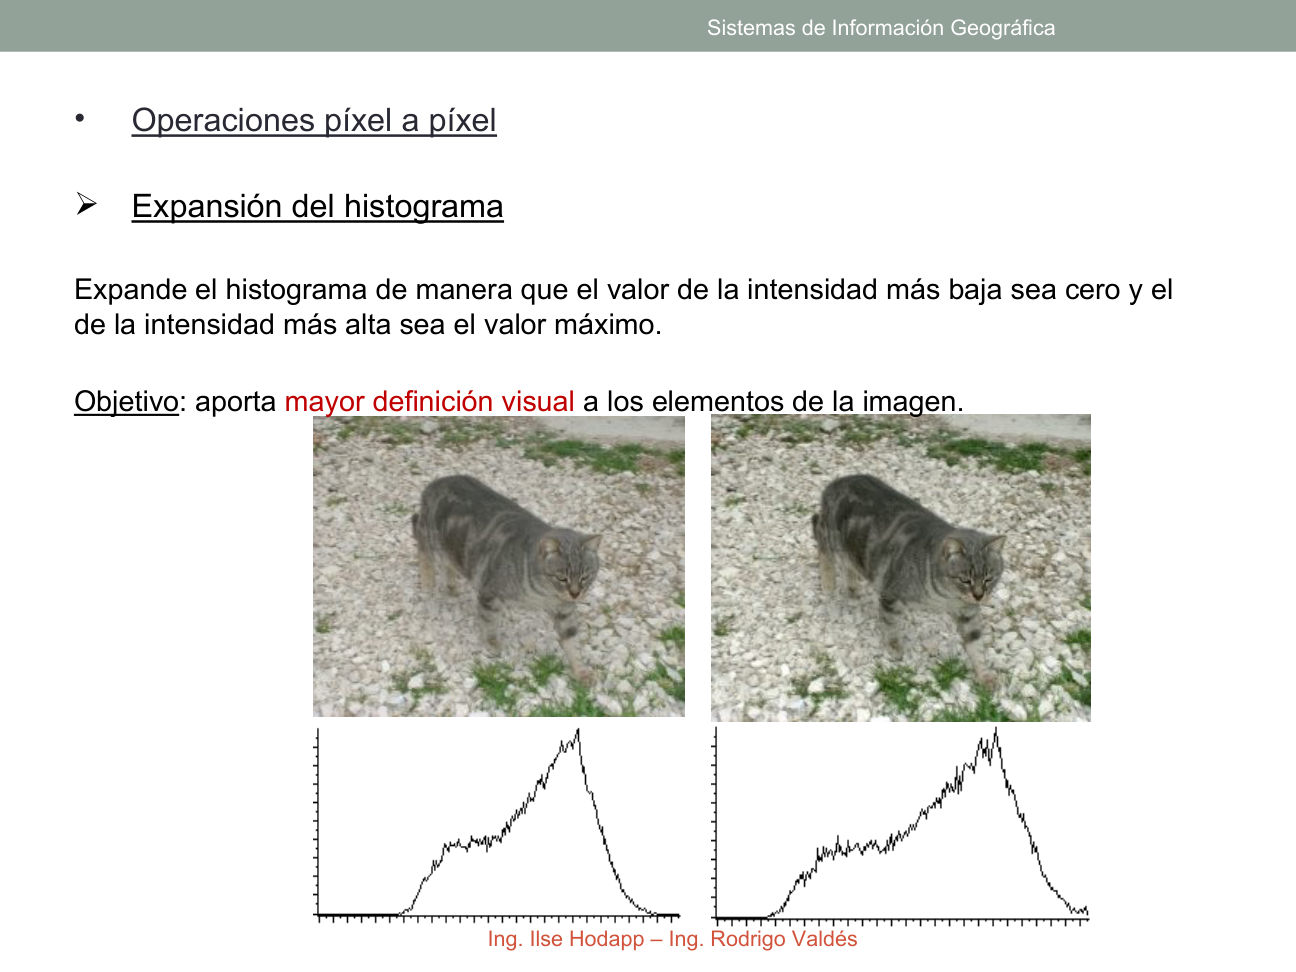 Sistemas de Información Geográfica
• Operaciones píxel a píxel
➢ Expansión del histograma
Expande el histograma de manera que el valor de la intensidad más baja sea cero y el
de la intensidad más alta sea el valor máximo.
Objetivo: aporta mayor definición visual a los elementos de la imagen.
Ing. Ilse Hodapp – Ing. Rodrigo Valdés